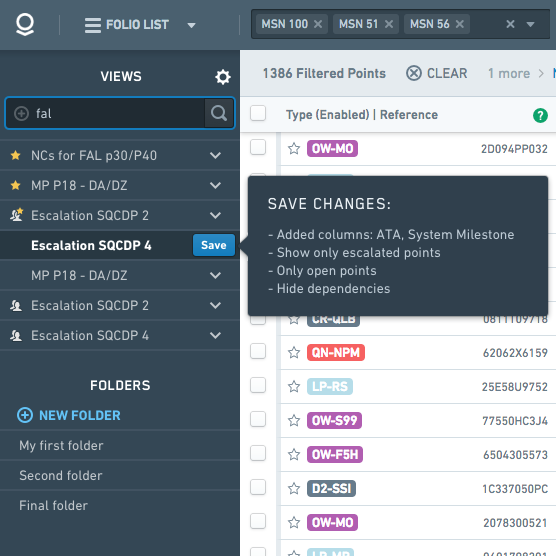 FOLIO LIST
MSN 100
MSN 51
MSN 56
VIEWS
fal
NCs for FAL p30/P40
MP P18 - DA/DZ
Escalation SQCDP 2
Escalation SQCDP 4
Save
MP P18 - DA/DZ
Escalation SQCDP 2
Escalation SQCDP 4
FOLDERS
NEW FOLDER
My first folder
Second folder
Final folder
1386 Filtered Points
CLEAR
1 more
Type (Enabled) | Reference
?
OW-MO 2D094PP032
SAVE CHANGES:
- Added columns: ATA, System Milestone
- Show only escalated points
- Only open points
- Hide dependencies
CR-QLB 0811109718
QN-NPM 62062X6159
LP-RS 25E58U9752
OW-S99 77550HC3J4
OW-F5H 6504305573
D2-SSI 1C337050PC
OW-MO 2078300521